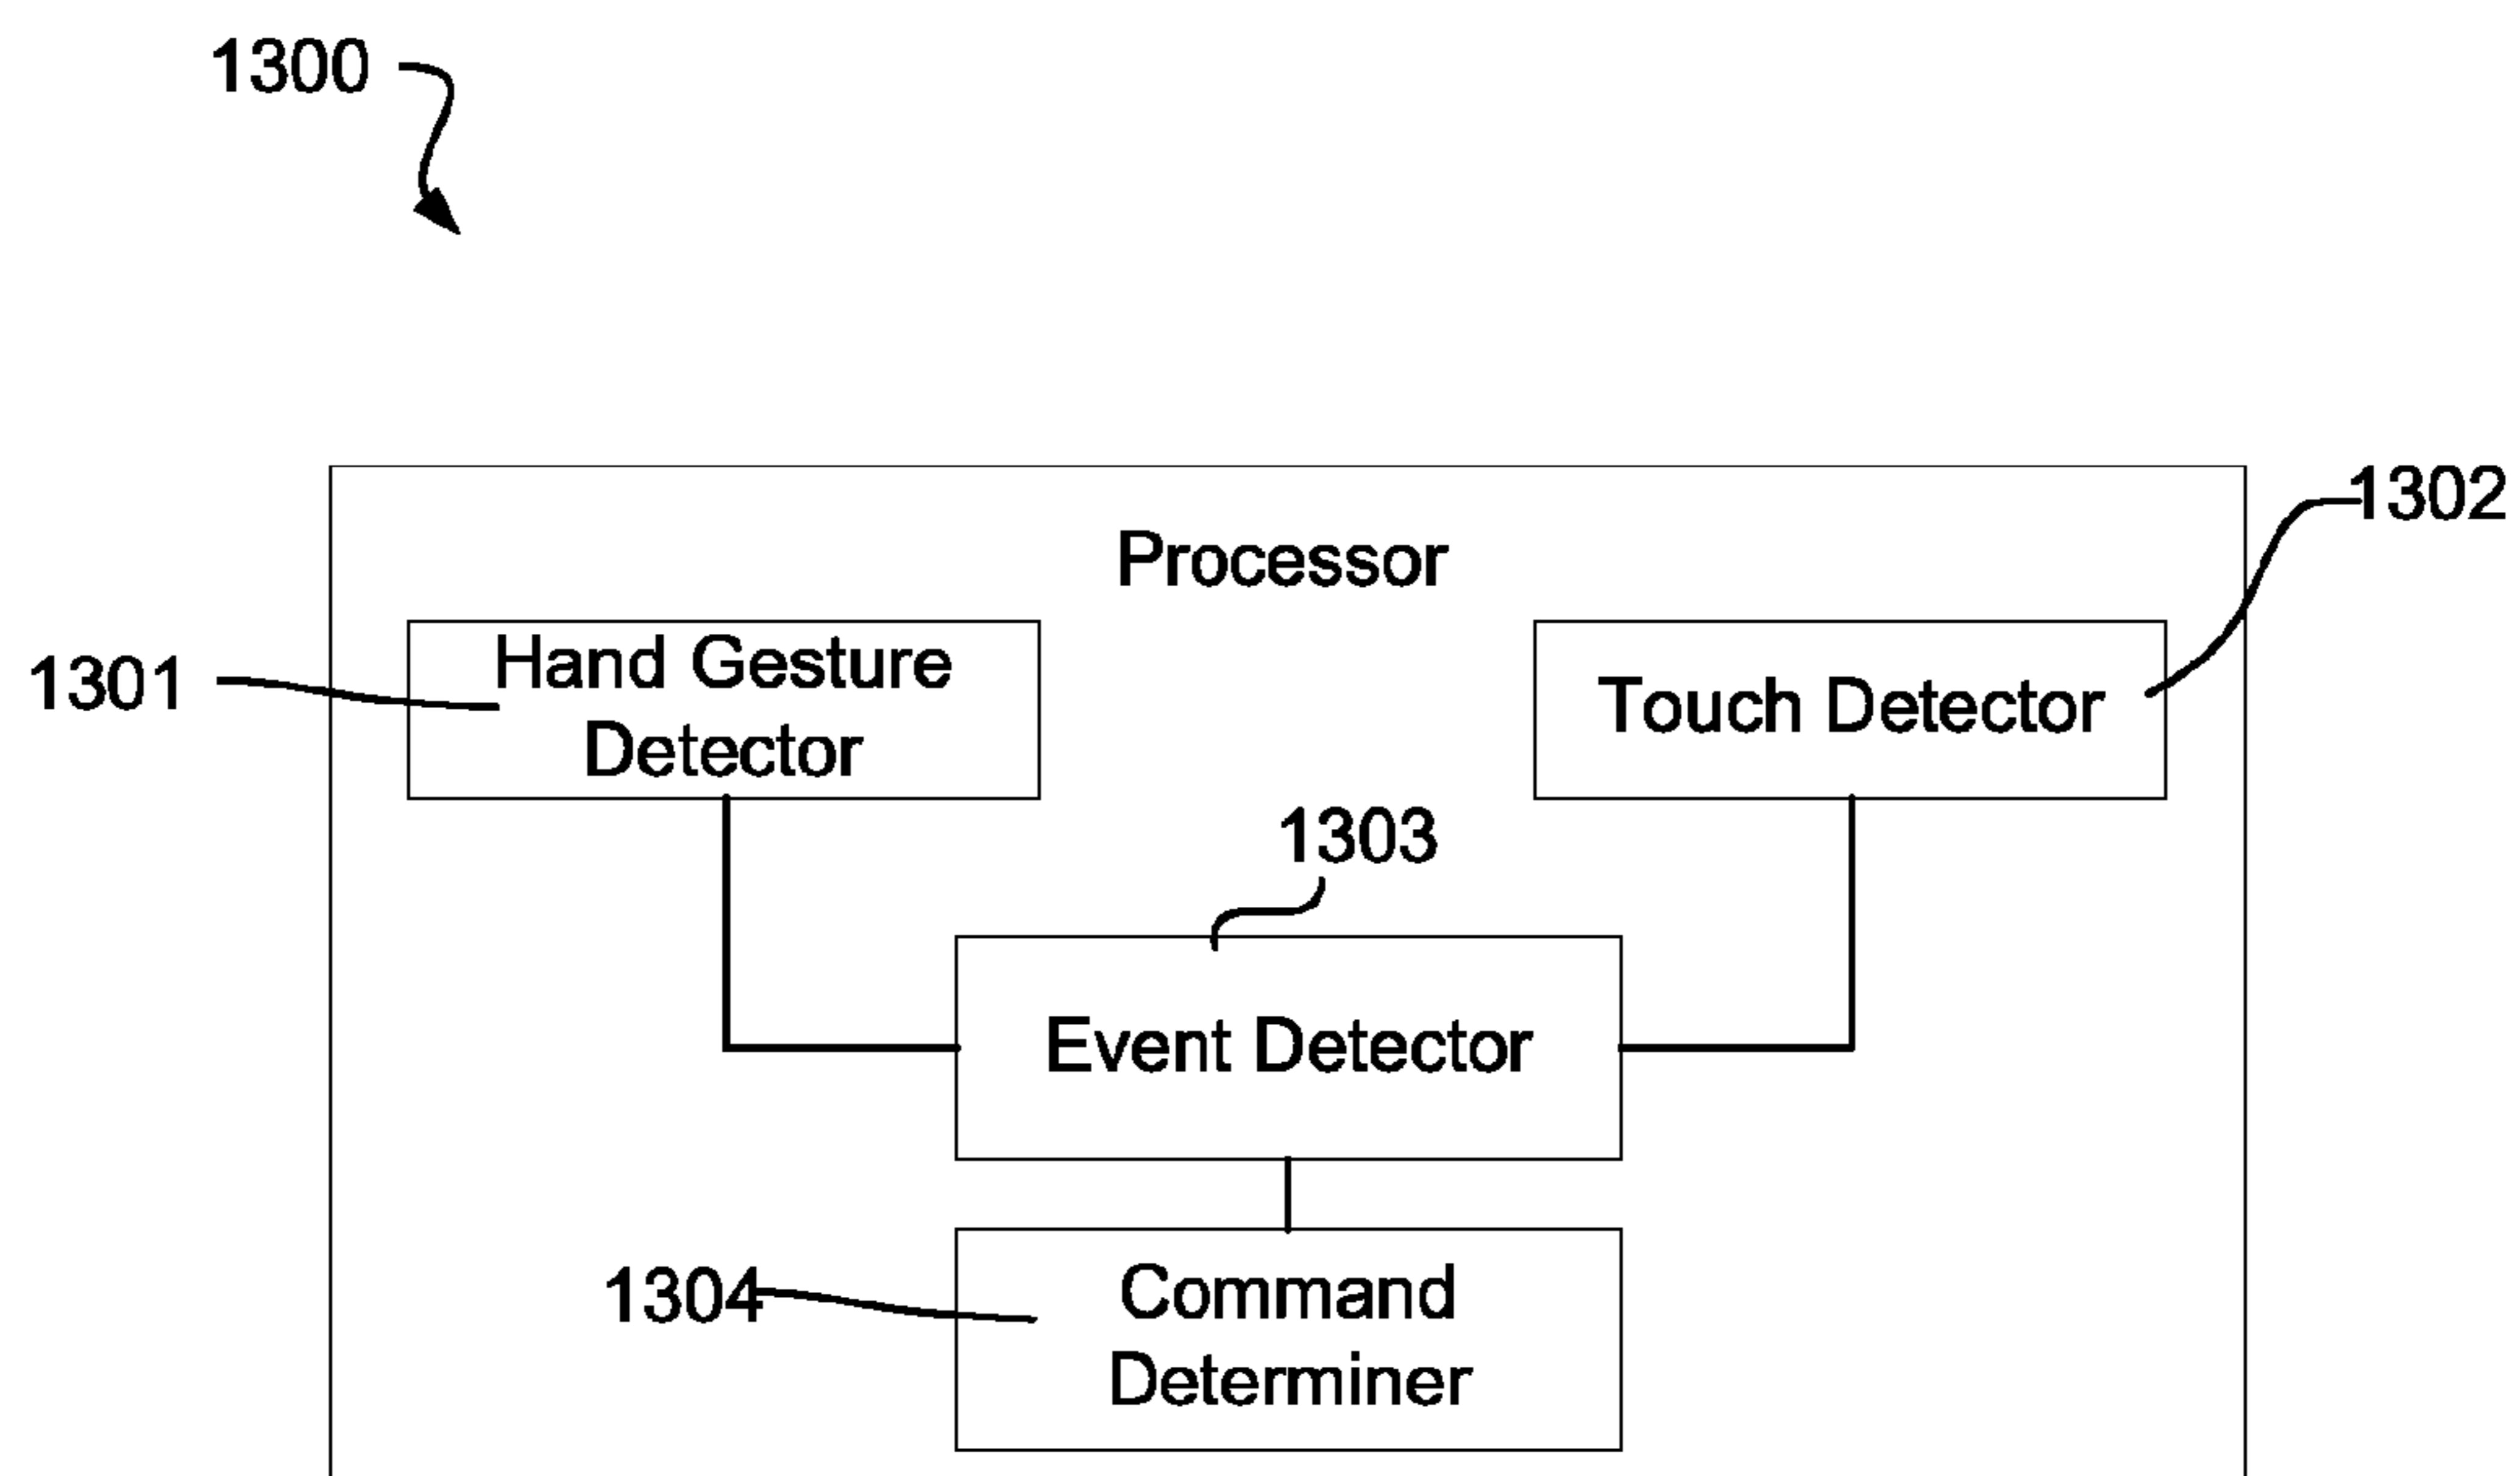 1300
1302
Processor
1301
Hand Gesture
Detector
Touch Detector
1303
Event Detector
1304
Command
Determiner